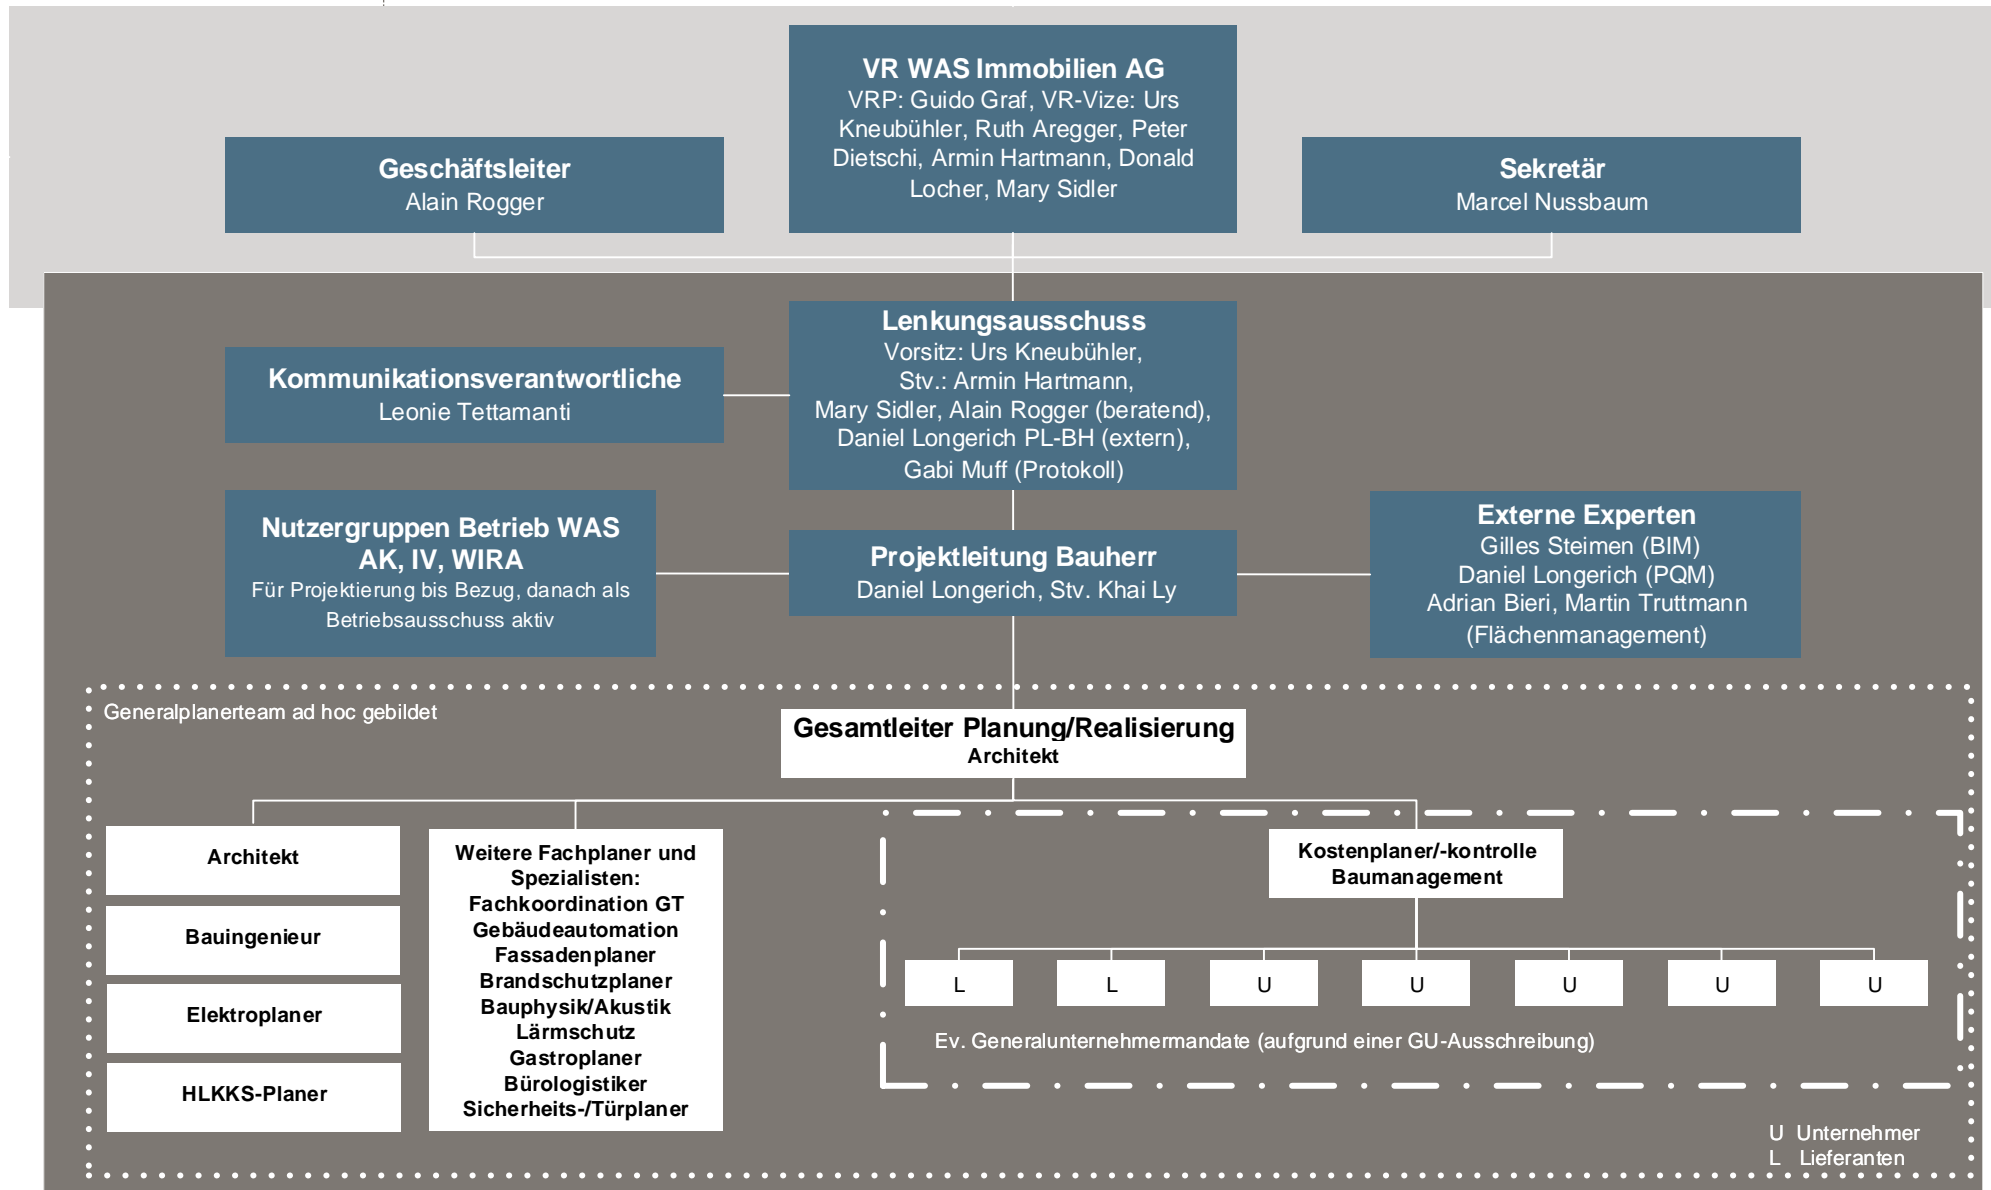 VR WAS Immobilien AG
VRP: Guido Graf, VR-Vize: Urs
Kneubühler, Ruth Aregger, Peter
Dietschi, Armin Hartmann, Donald
Locher, Mary Sidler
Geschäftsleiter
Alain Rogger
Sekretär
Marcel Nussbaum
Lenkungsausschuss
Vorsitz: Urs Kneubühler,
Stv.: Armin Hartmann,
Mary Sidler, Alain Rogger (beratend),
Daniel Longerich PL-BH (extern),
Gabi Muff (Protokoll)
Kommunikationsverantwortliche
Leonie Tettamanti
Nutzergruppen Betrieb WAS
AK, IV, WIRA
Für Projektierung bis Bezug, danach als
Betriebsausschuss aktiv
Projektleitung Bauherr
Daniel Longerich, Stv. Khai Ly
Externe Experten
Gilles Steimen (BIM)
Daniel Longerich (PQM)
Adrian Bieri, Martin Truttmann
(Flächenmanagement)
Generalplanerteam ad hoc gebildet
Gesamtleiter Planung/Realisierung
Architekt
Architekt
Bauingenieur
Elektroplaner
HLKKS-Planer
Weitere Fachplaner und
Spezialisten:
Fachkoordination GT
Gebäudeautomation
Fassadenplaner
Brandschutzplaner
Bauphysik/Akustik
Lärmschutz
Gastroplaner
Bürologistiker
Sicherheits-/Türplaner
Kostenplaner/-kontrolle
Baumanagement
L L U U U U U
Ev. Generalunternehmermandate (aufgrund einer GU-Ausschreibung)
U Unternehmer
L Lieferanten